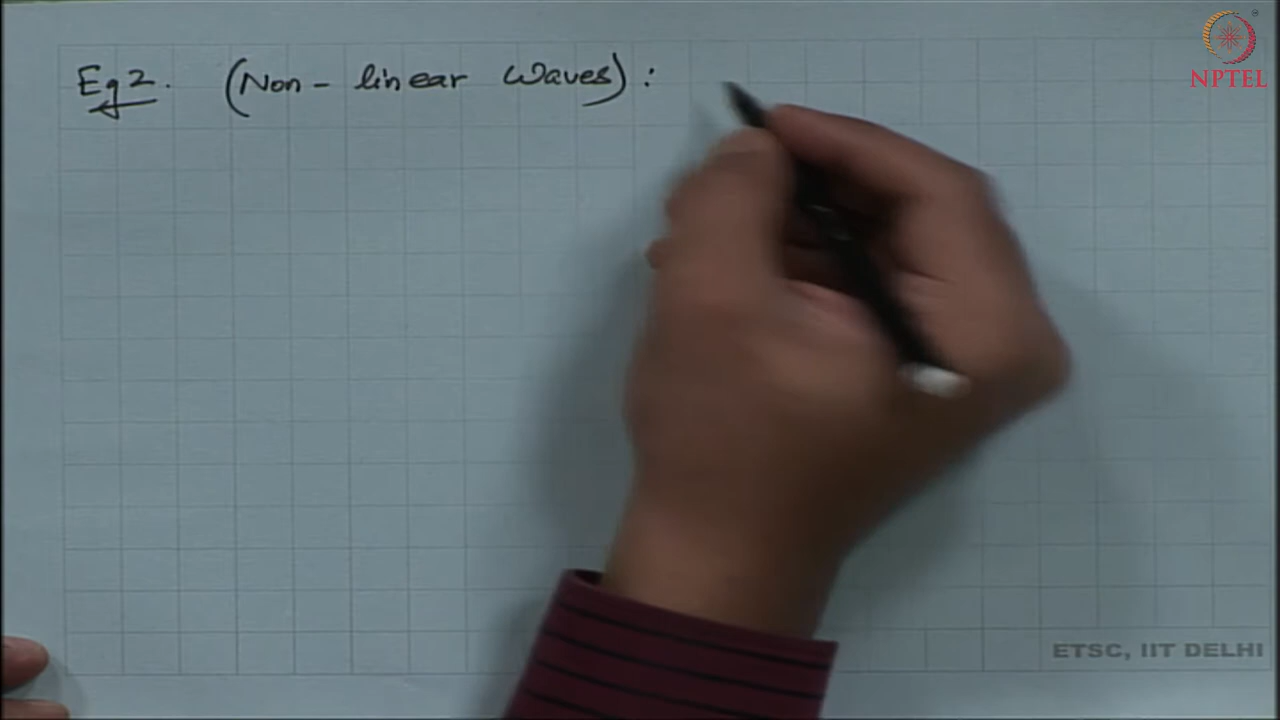 Eg 2. (Non-linear Waves):
NPTEL
ETSC, IIT DELHI